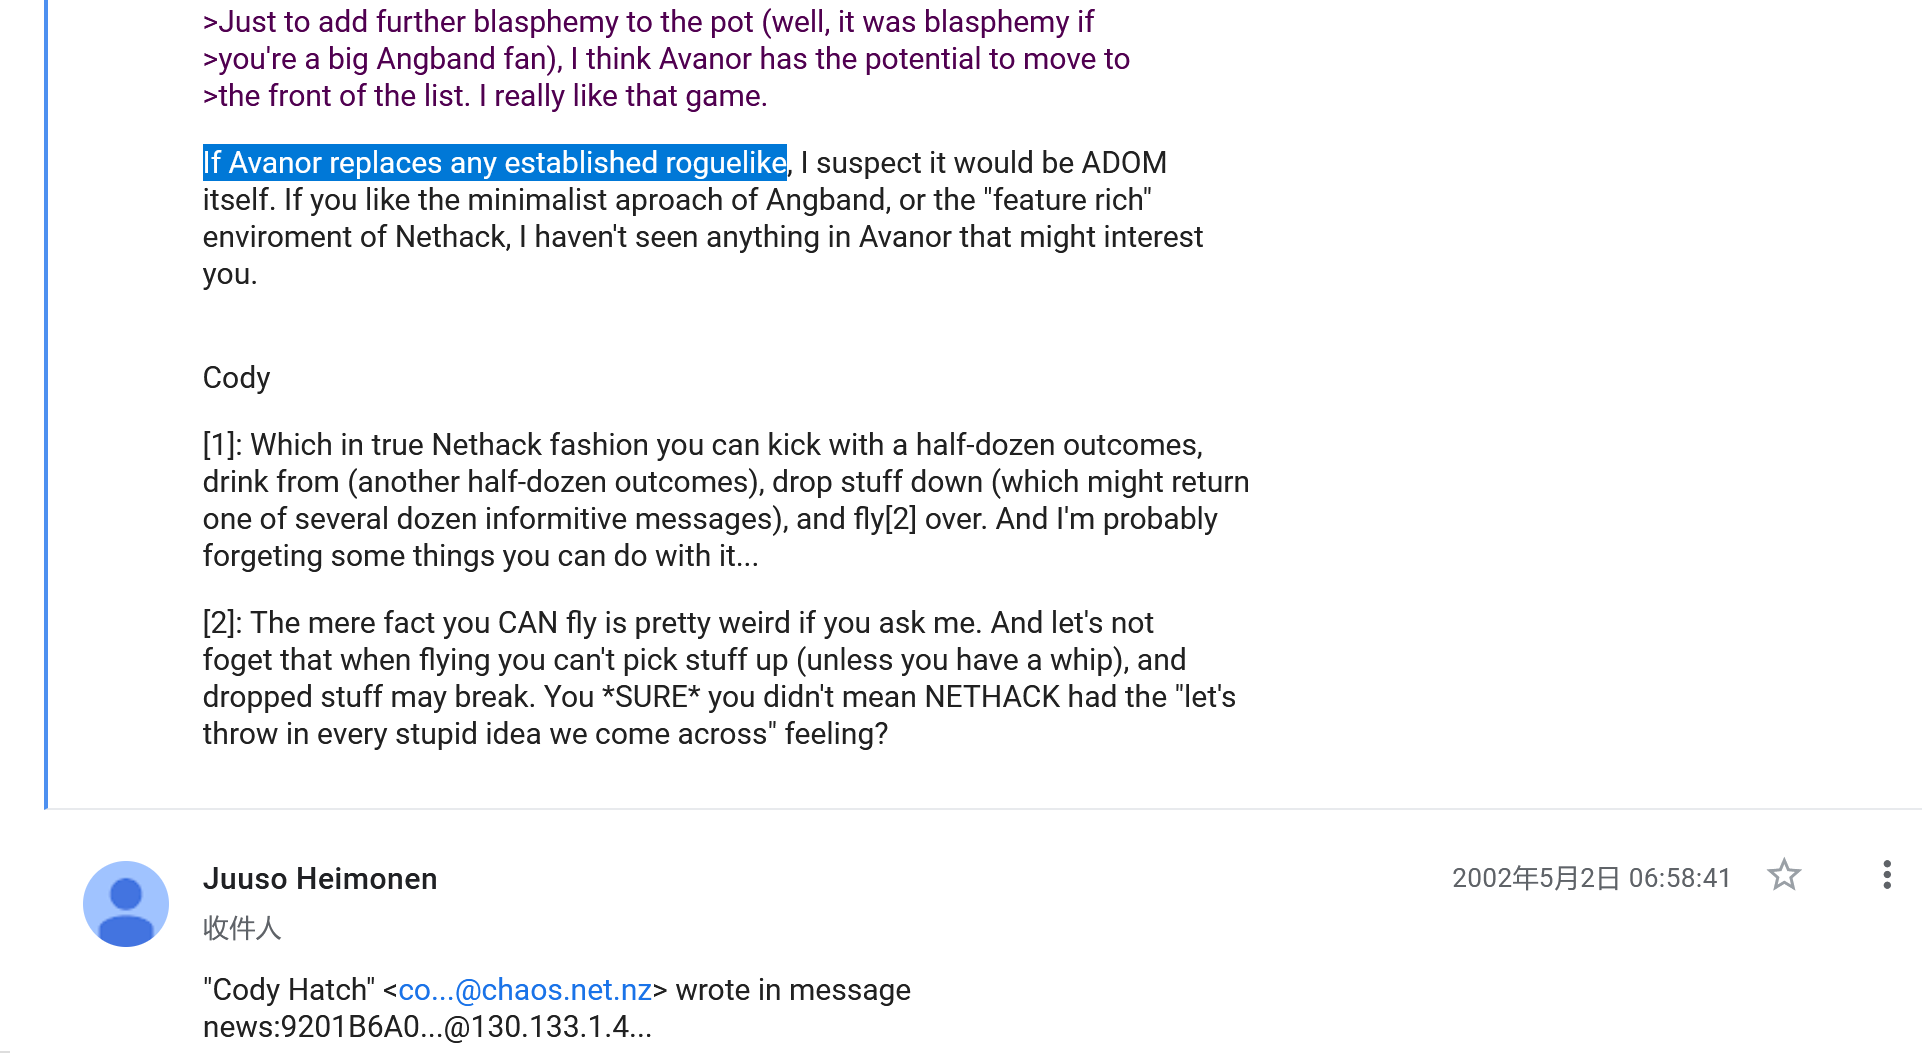 >Just to add further blasphemy to the pot (well, it was blasphemy if
>you're a big Angband fan), I think Avanor has the potential to move to
>the front of the list. I really like that game.
If Avanor replaces any established roguelike, I suspect it would be ADOM
itself. If you like the minimalist aproach of Angband, or the "feature rich"
enviroment of Nethack, I haven't seen anything in Avanor that might interest
you.
Cody
[1]: Which in true Nethack fashion you can kick with a half-dozen outcomes,
drink from (another half-dozen outcomes), drop stuff down (which might return
one of several dozen informitive messages), and fly[2] over. And I'm probably
forgeting some things you can do with it...
[2]: The mere fact you CAN fly is pretty weird if you ask me. And let's not
foget that when flying you can't pick stuff up (unless you have a whip), and
dropped stuff may break. You *SURE* you didn't mean NETHACK had the "let's
throw in every stupid idea we come across" feeling?
Juuso Heimonen
2002年5月2日 06:58:41
收件人
"Cody Hatch" <co...@chaos.net.nz> wrote in message
news:9201B6A0...@130.133.1.4...